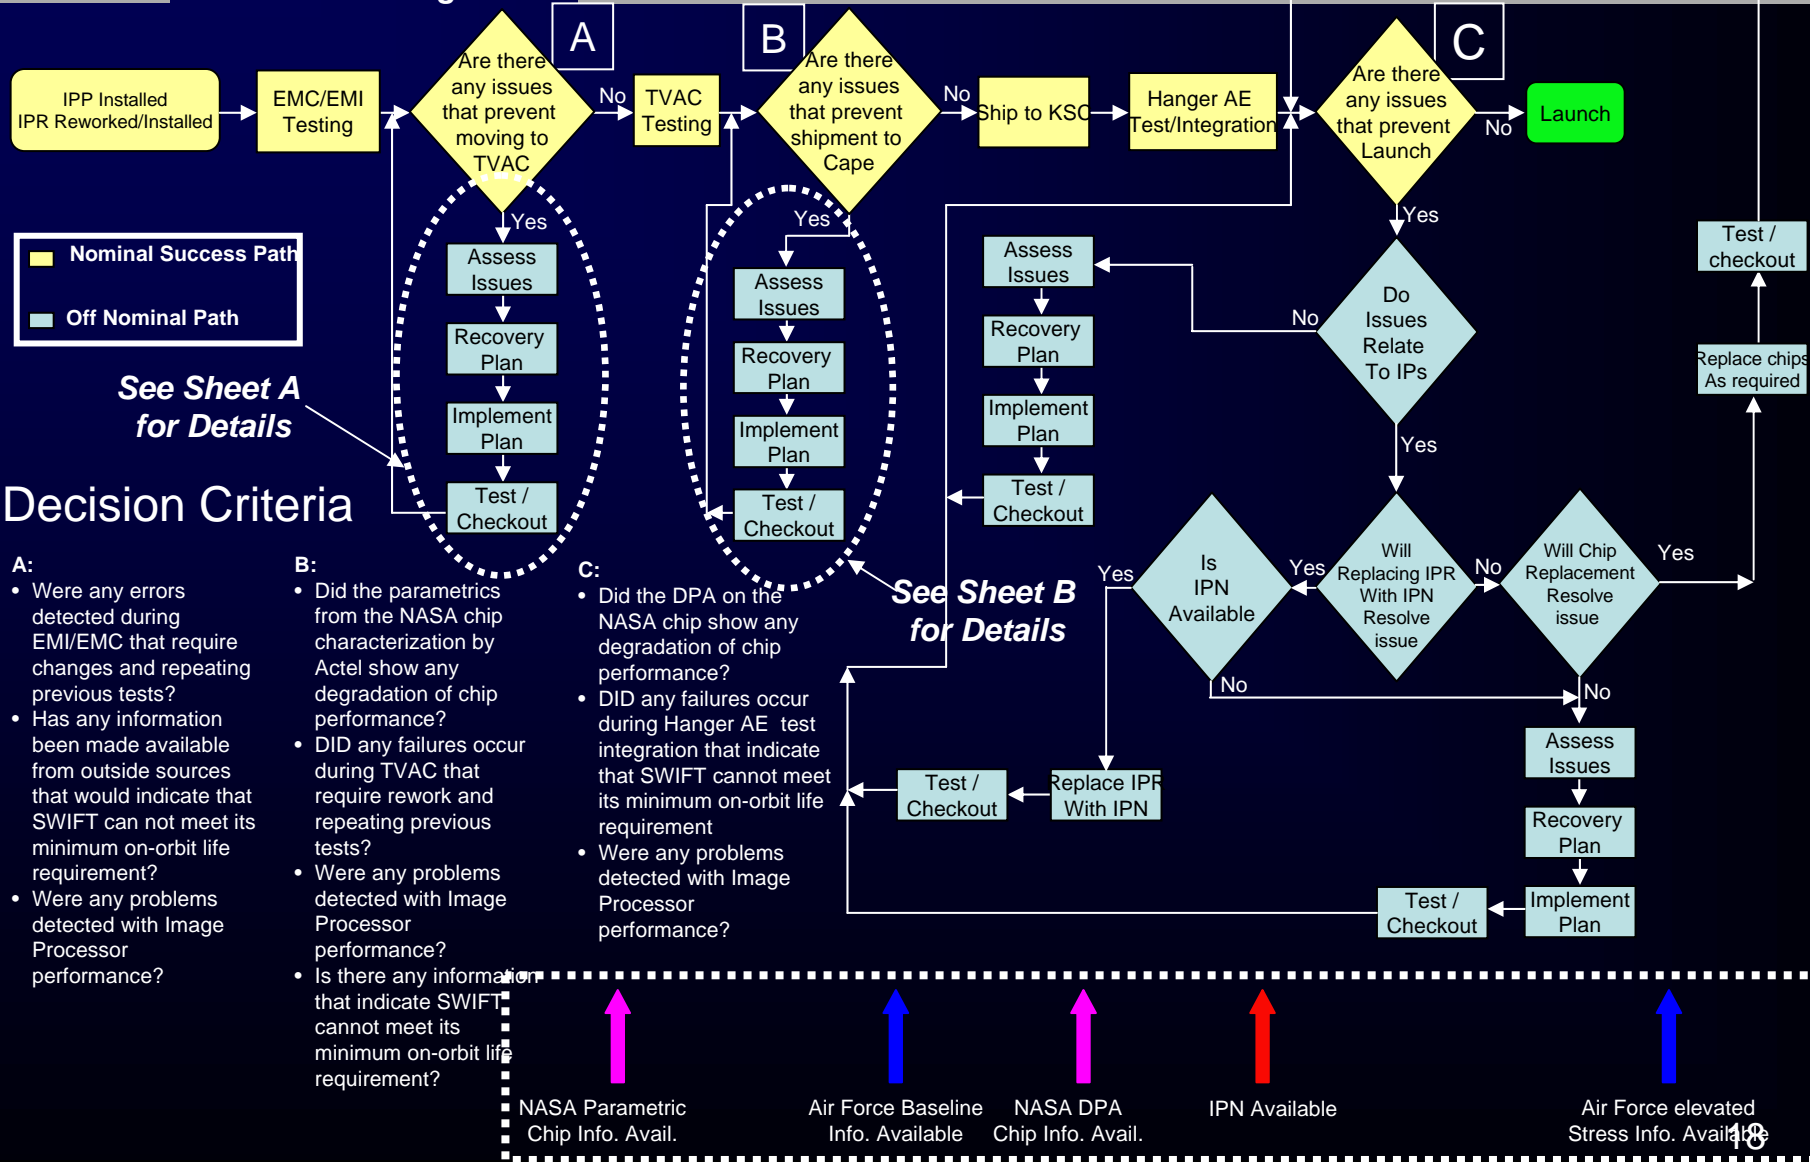 A
B
C
Are there
any issues
that prevent
moving to
TVAC
Are there
any issues
that prevent
shipment to
Cape
Are there
any issues
that prevent
Launch
IPP Installed
IPR Reworked/Installed
EMC/EMI
Testing
No
TVAC
Testing
No
Ship to KSC
Hanger AE
Test/Integration
No
Launch
Yes
Yes
Yes
Nominal Success Path
Off Nominal Path
See Sheet A
for Details
Assess
Issues
Recovery
Plan
Implement
Plan
Test /
Checkout
Assess
Issues
Recovery
Plan
Implement
Plan
Test /
Checkout
See Sheet B
for Details
Assess
Issues
Recovery
Plan
Implement
Plan
Test /
Checkout
No
Do
Issues
Relate
To IPs
Yes
Test /
checkout
Replace chips
As required
Yes
Is
IPN
Available
Yes
Will
Replacing IPR
With IPN
Resolve
issue
No
Will Chip
Replacement
Resolve
issue
Yes
No
No
Assess
Issues
Recovery
Plan
Implement
Plan
Test /
Checkout
Replace IPR
With IPN
Test /
Checkout
Decision Criteria
A:
• Were any errors
detected during
EMI/EMC that require
changes and repeating
previous tests?
• Has any information
been made available
from outside sources
that would indicate that
SWIFT can not meet its
minimum on-orbit life
requirement?
• Were any problems
detected with Image
Processor
performance?
B:
• Did the parametrics
from the NASA chip
characterization by
Actel show any
degradation of chip
performance?
• DID any failures occur
during TVAC that
require rework and
repeating previous
tests?
• Were any problems
detected with Image
Processor
performance?
• Is there any information
that indicate SWIFT
cannot meet its
minimum on-orbit life
requirement?
C:
• Did the DPA on the
NASA chip show any
degradation of chip
performance?
• DID any failures occur
during Hanger AE test
integration that indicate
that SWIFT cannot meet
its minimum on-orbit life
requirement
• Were any problems
detected with Image
Processor
performance?
NASA Parametric
Chip Info. Avail.
Air Force Baseline
Info. Available
NASA DPA
Chip Info. Avail.
IPN Available
Air Force elevated
Stress Info. Available
18